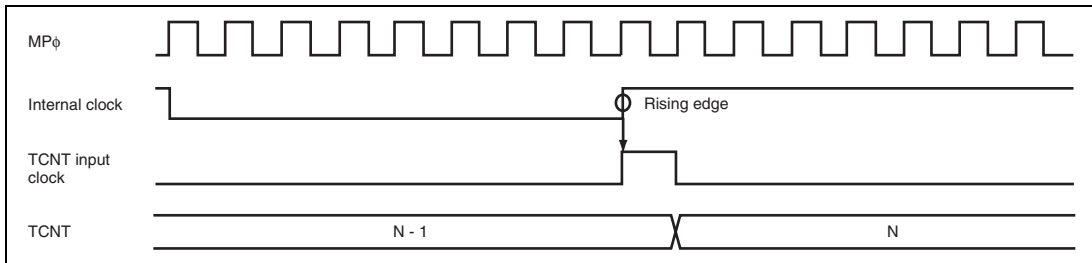 MPφ
Internal clock
Rising edge
TCNT input
clock
TCNT
N - 1
N